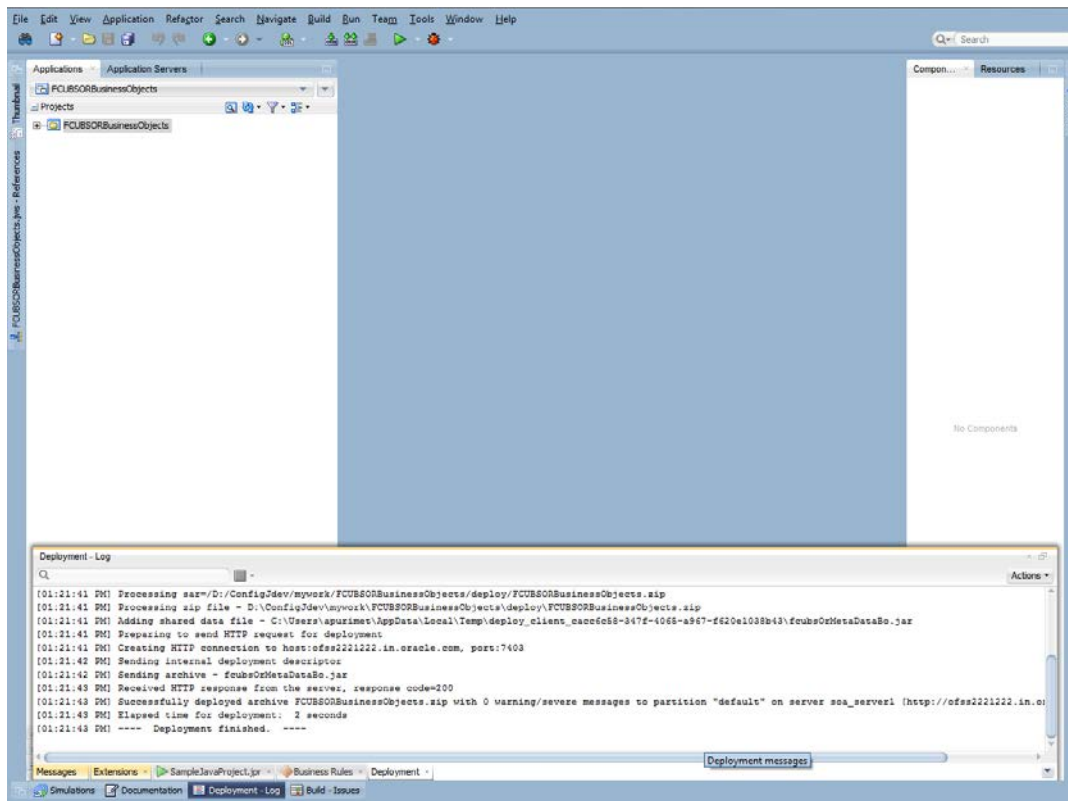 File Edit View Application Refactor Search Navigate Build Run Team Tools Window Help
Search
Applications Application Servers
Compon... Resources
FCUBSORBusinessObjects
Projects
FCUBSORBusinessObjects
Thumbnail
FCUBSORBusinessObjects.jws - References
No Components
Deployment - Log
Actions
[01:21:41 PM] Processing sar=/D:/ConfigJdev/mywork/FCUBSORBusinessObjects/deploy/FCUBSORBusinessObjects.zip
[01:21:41 PM] Processing zip file - D:\ConfigJdev\mywork\FCUBSORBusinessObjects\deploy\FCUBSORBusinessObjects.zip
[01:21:41 PM] Adding shared data file - C:\Users\apurimet\AppData\Local\Temp\deploy_client_cacc6c58-347f-4065-a967-f620e1038b43\fcubsOrMetaDataBo.jar
[01:21:41 PM] Preparing to send HTTP request for deployment
[01:21:41 PM] Creating HTTP connection to host:ofss2221222.in.oracle.com, port:7403
[01:21:42 PM] Sending internal deployment descriptor
[01:21:42 PM] Sending archive - fcubsOrMetaDataBo.jar
[01:21:43 PM] Received HTTP response from the server, response code=200
[01:21:43 PM] Successfully deployed archive FCUBSORBusinessObjects.zip with 0 warning/severe messages to partition "default" on server soa_server1 [http://ofss2221222.in.or
[01:21:43 PM] Elapsed time for deployment: 2 seconds
[01:21:43 PM] ---- Deployment finished. ----
Deployment messages
Messages Extensions SampleJavaProject.jpr Business Rules Deployment
Simulations Documentation Deployment - Log Build - Issues